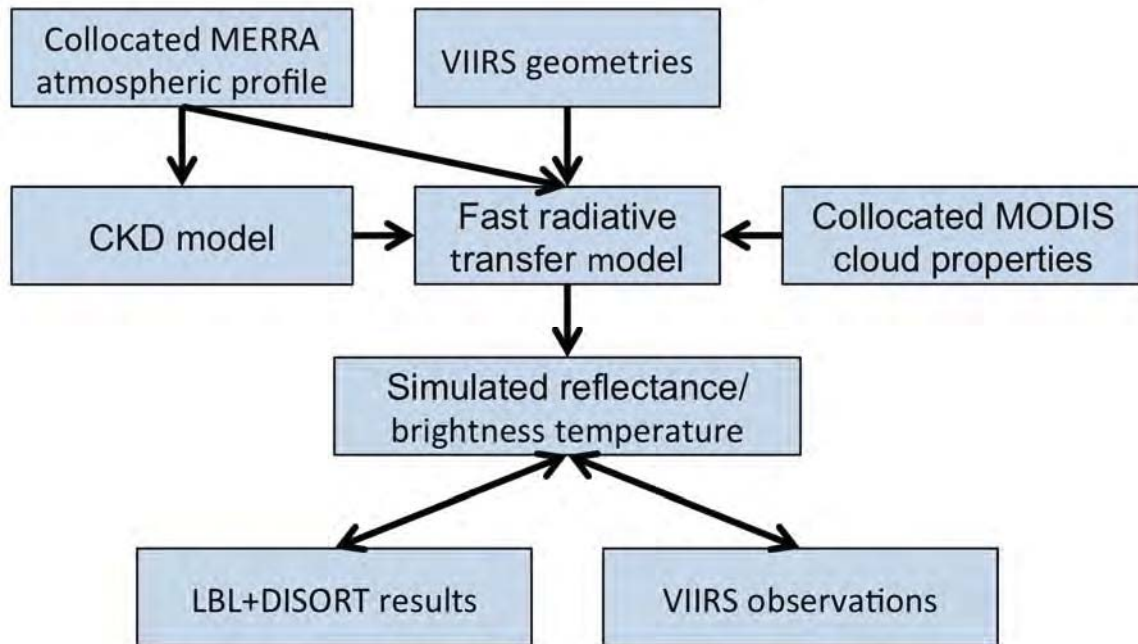 Collocated MERRA
atmospheric profile
VIIRS geometries
CKD model
Fast radiative
transfer model
Collocated MODIS
cloud properties
Simulated reflectance/
brightness temperature
LBL+DISORT results
VIIRS observations